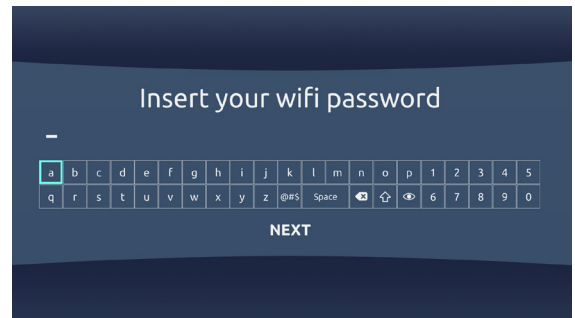 Insert your wifi password
a b c d e f g h i j k l m n o p 1 2 3 4 5
q r s t u v w x y z @#$ Space 6 7 8 9 0
NEXT